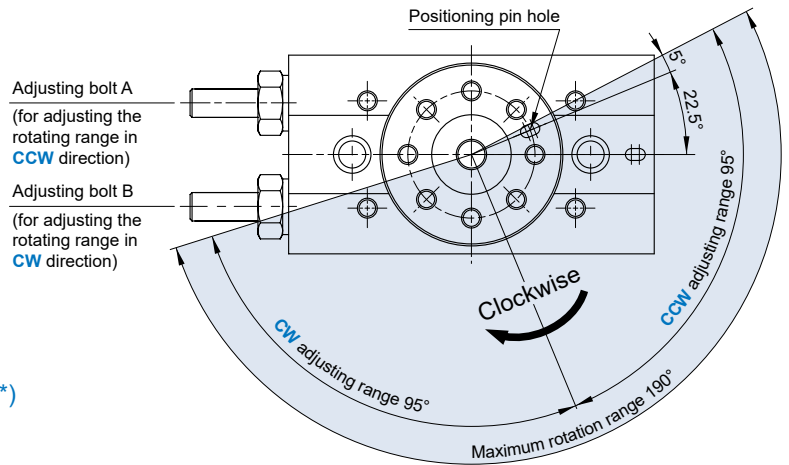 Positioning pin hole
5°
22.5°
Adjusting bolt A
(for adjusting the
rotating range in
CCW direction)
Adjusting bolt B
(for adjusting the
rotating range in
CW direction)
Clockwise
CCW adjusting range 95°
CW adjusting range 95°
*)
Maximum rotation range 190°